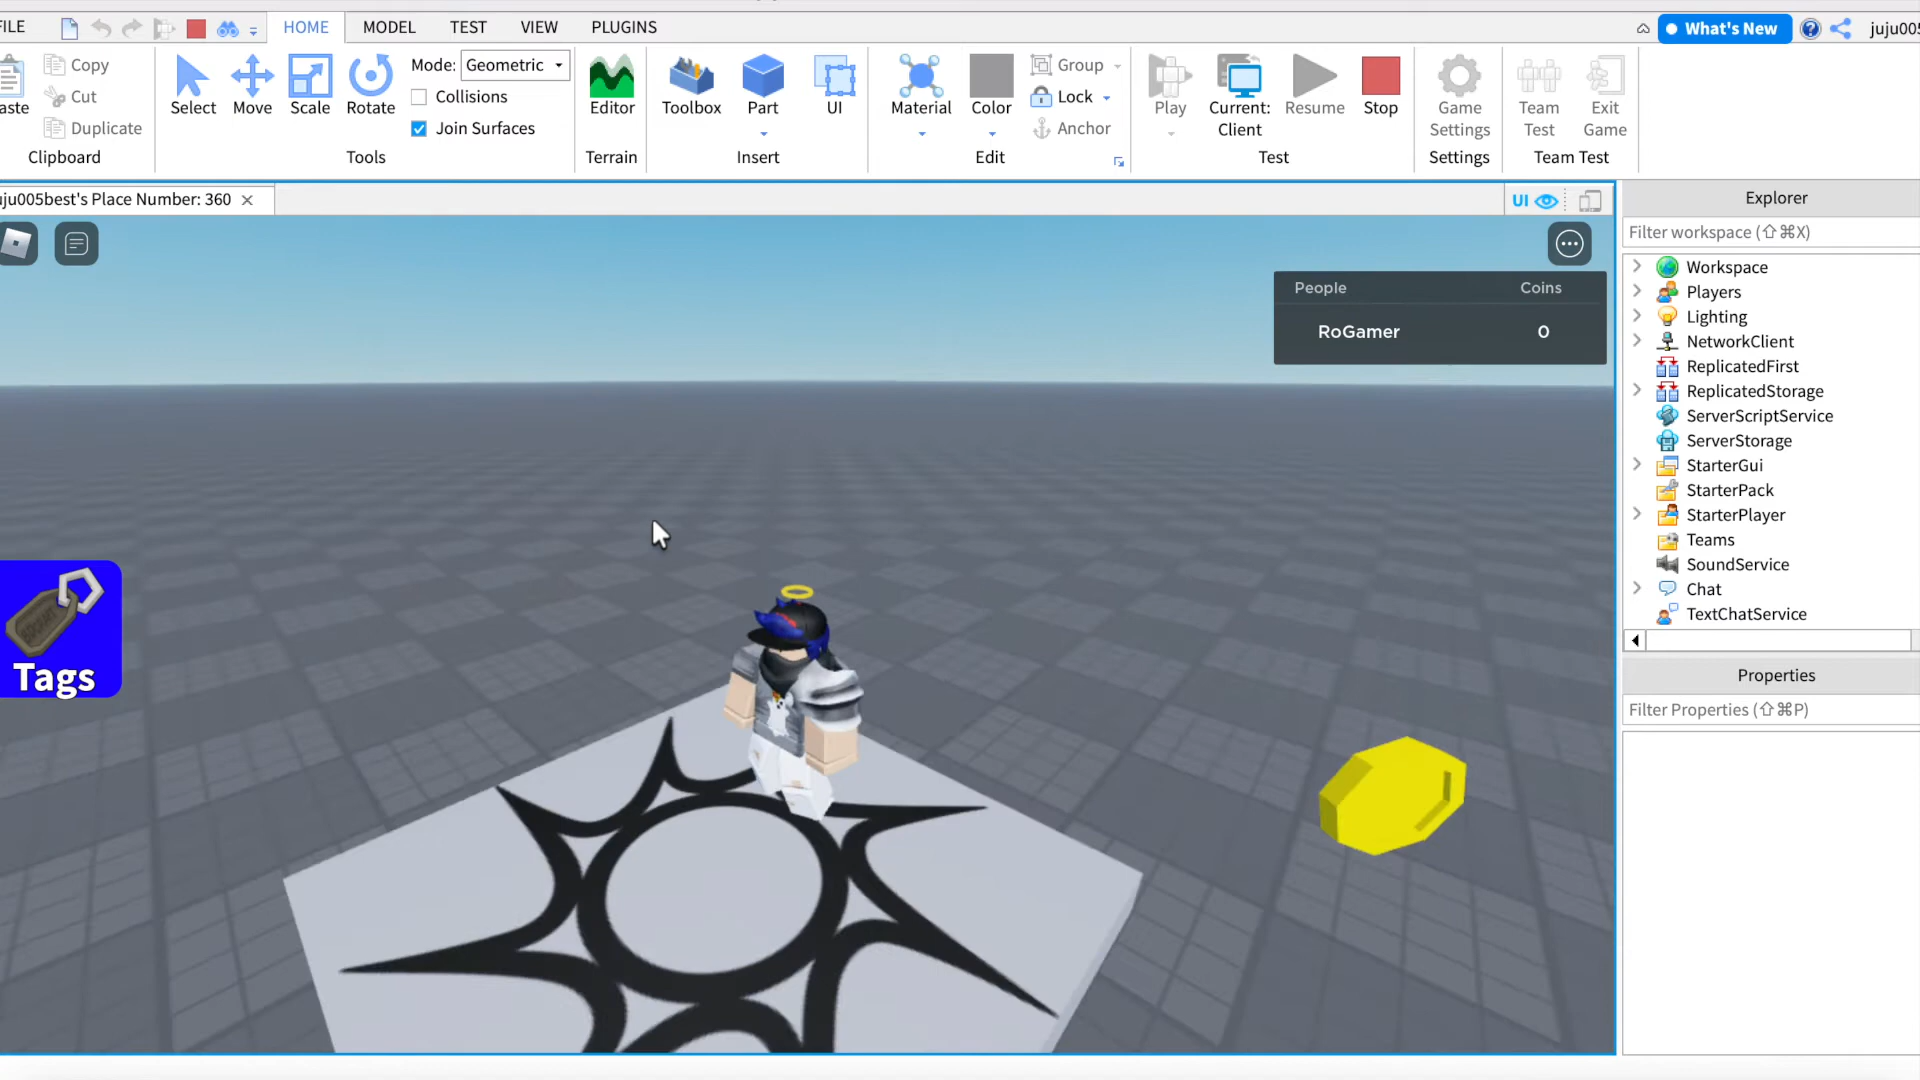 FILE HOME MODEL TEST VIEW PLUGINS What's New juju005
Paste Copy Cut Duplicate Clipboard
Select Move Scale Rotate Mode: Geometric Collisions Join Surfaces Tools
Editor Terrain
Toolbox Part UI Insert
Material Color Group Lock Anchor Edit
Play Current: Client Resume Stop Test
Game Settings Settings
Team Test Exit Game Team Test
juju005best's Place Number: 360
UI
People Coins
RoGamer 0
Tags
Explorer
Filter workspace (⇧⌘X)
Workspace
Players
Lighting
NetworkClient
ReplicatedFirst
ReplicatedStorage
ServerScriptService
ServerStorage
StarterGui
StarterPack
StarterPlayer
Teams
SoundService
Chat
TextChatService
Properties
Filter Properties (⇧⌘P)